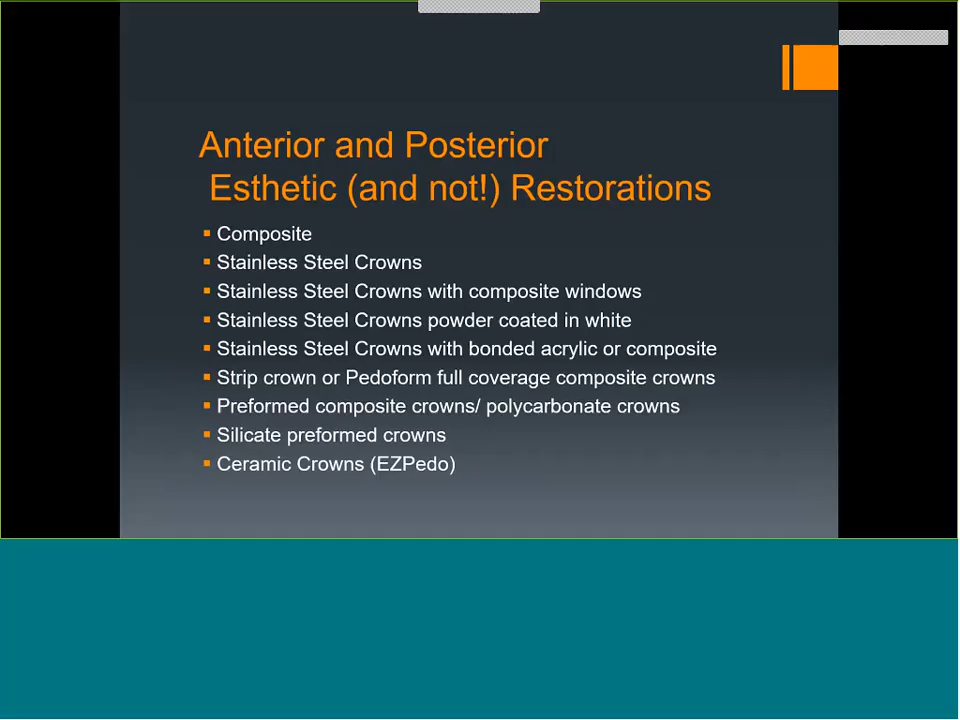 Anterior and Posterior
Esthetic (and not!) Restorations
Composite
Stainless Steel Crowns
Stainless Steel Crowns with composite windows
Stainless Steel Crowns powder coated in white
Stainless Steel Crowns with bonded acrylic or composite
Strip crown or Pedoform full coverage composite crowns
Preformed composite crowns/ polycarbonate crowns
Silicate preformed crowns
Ceramic Crowns (EZPedo)